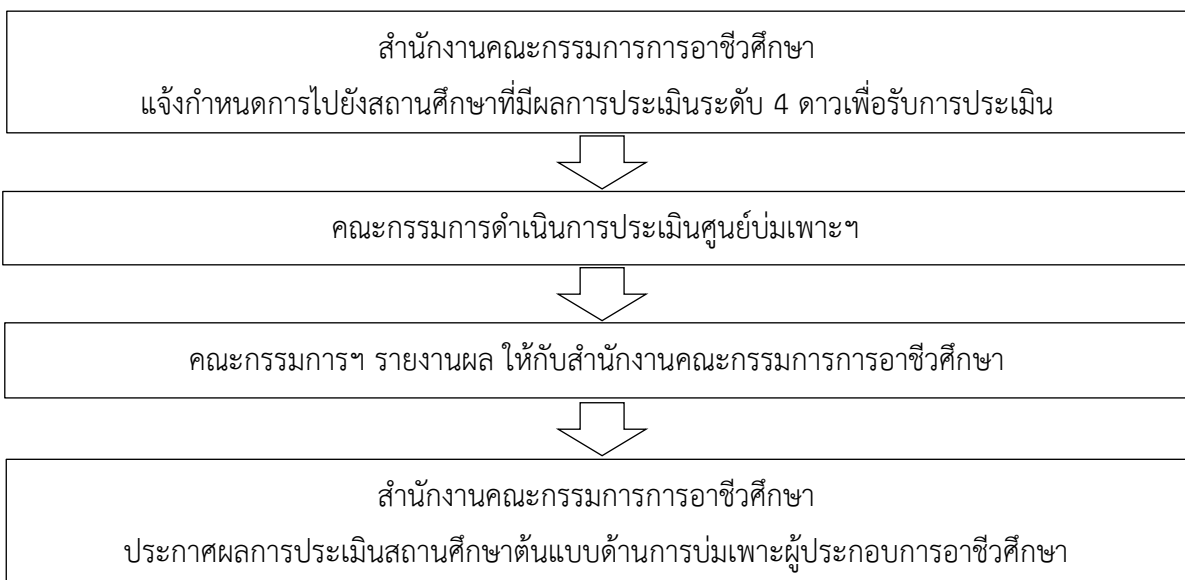 สำนักงานคณะกรรมการการอาชีวศึกษา
แจ้งกำหนดการไปยังสถานศึกษาที่มีผลการประเมินระดับ 4 ดาวเพื่อรับการประเมิน
คณะกรรมการดำเนินการประเมินศูนย์บ่มเพาะฯ
คณะกรรมการฯ รายงานผล ให้กับสำนักงานคณะกรรมการการอาชีวศึกษา
สำนักงานคณะกรรมการการอาชีวศึกษา
ประกาศผลการประเมินสถานศึกษาต้นแบบด้านการบ่มเพาะผู้ประกอบการอาชีวศึกษา